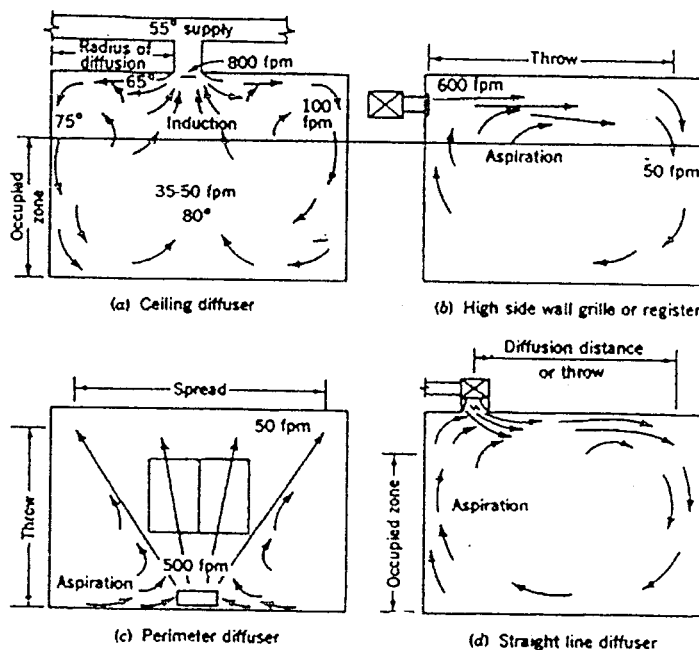 55° supply
Radius of
diffusion
65°
800 fpm
75°
Induction
100
fpm
Occupied
zone
35-50 fpm
80°
(a) Ceiling diffuser
Throw
600 fpm
Aspiration
50 fpm
(b) High side wall grille or register
Spread
50 fpm
Throw
500 fpm
Aspiration
(c) Perimeter diffuser
Diffusion distance
or throw
Occupied zone
Aspiration
(d) Straight line diffuser